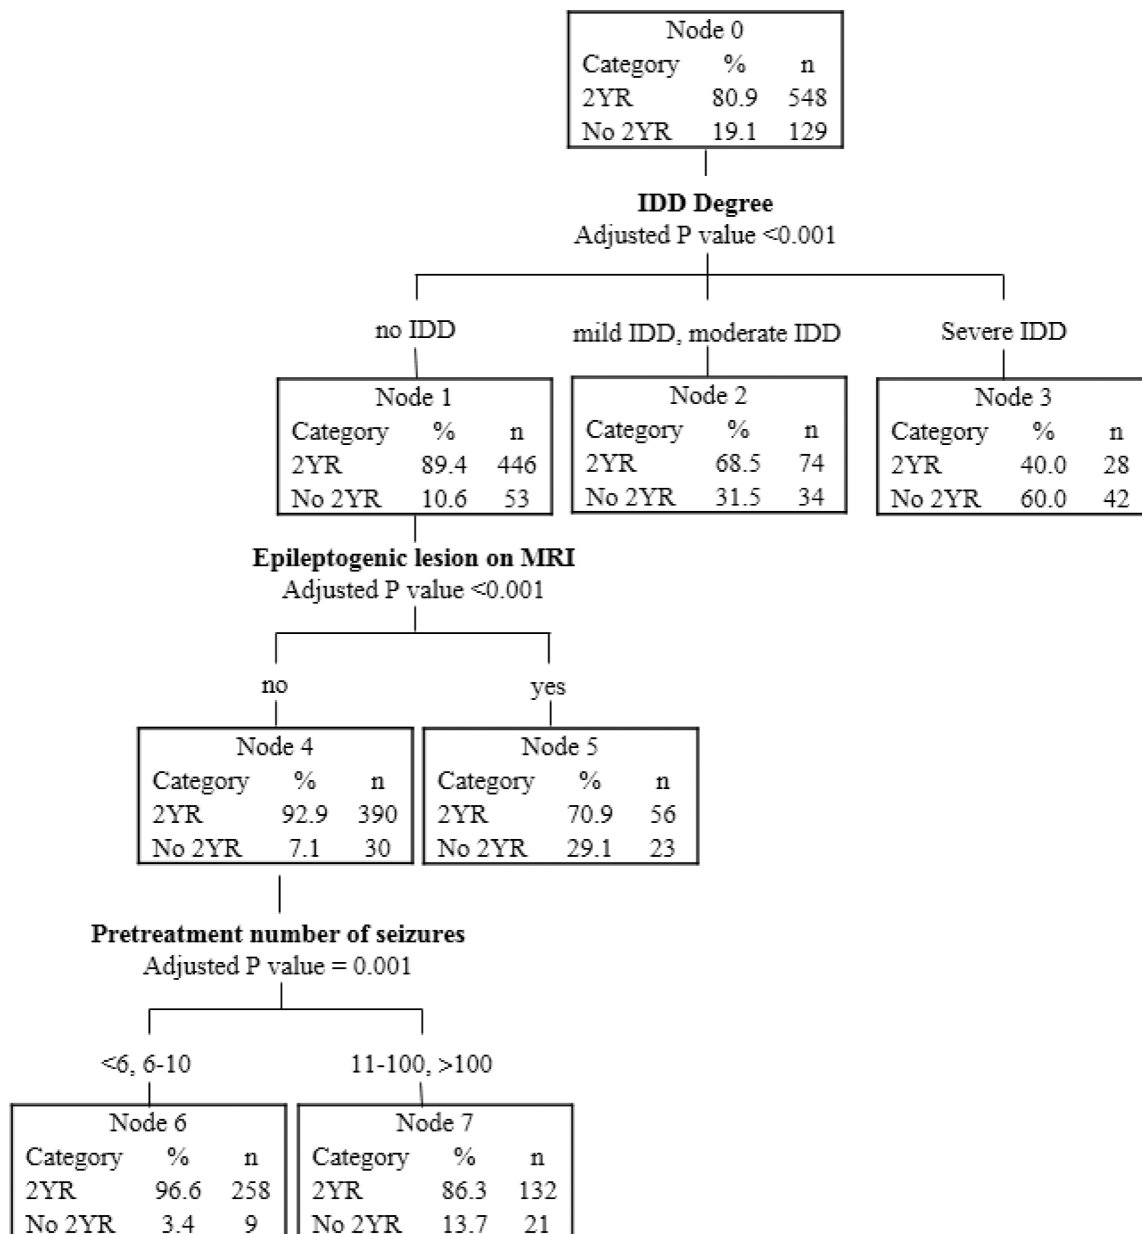 Node 0
Category % n
2YR 80.9 548
No 2YR 19.1 129
IDD Degree
Adjusted P value <0.001
no IDD
mild IDD, moderate IDD
Severe IDD
Node 1
Category % n
2YR 89.4 446
No 2YR 10.6 53
Node 2
Category % n
2YR 68.5 74
No 2YR 31.5 34
Node 3
Category % n
2YR 40.0 28
No 2YR 60.0 42
Epileptogenic lesion on MRI
Adjusted P value <0.001
no
yes
Node 4
Category % n
2YR 92.9 390
No 2YR 7.1 30
Node 5
Category % n
2YR 70.9 56
No 2YR 29.1 23
Pretreatment number of seizures
Adjusted P value = 0.001
<6, 6-10
11-100, >100
Node 6
Category % n
2YR 96.6 258
No 2YR 3.4 9
Node 7
Category % n
2YR 86.3 132
No 2YR 13.7 21